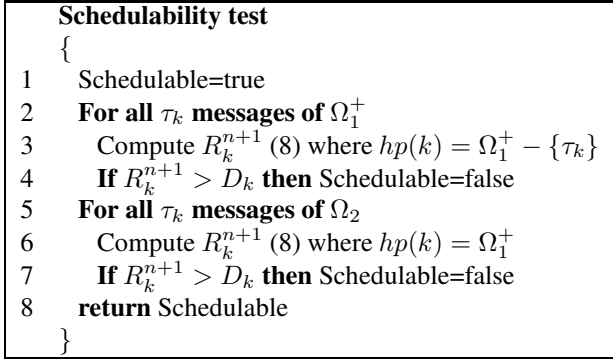 Schedulability test
{
1 Schedulable=true
2 For all τₖ messages of Ω₁⁺
3 Compute Rₖⁿ⁺¹ (8) where hp(k) = Ω₁⁺ − {τₖ}
4 If Rₖⁿ⁺¹ > Dₖ then Schedulable=false
5 For all τₖ messages of Ω₂
6 Compute Rₖⁿ⁺¹ (8) where hp(k) = Ω₁⁺
7 If Rₖⁿ⁺¹ > Dₖ then Schedulable=false
8 return Schedulable
}